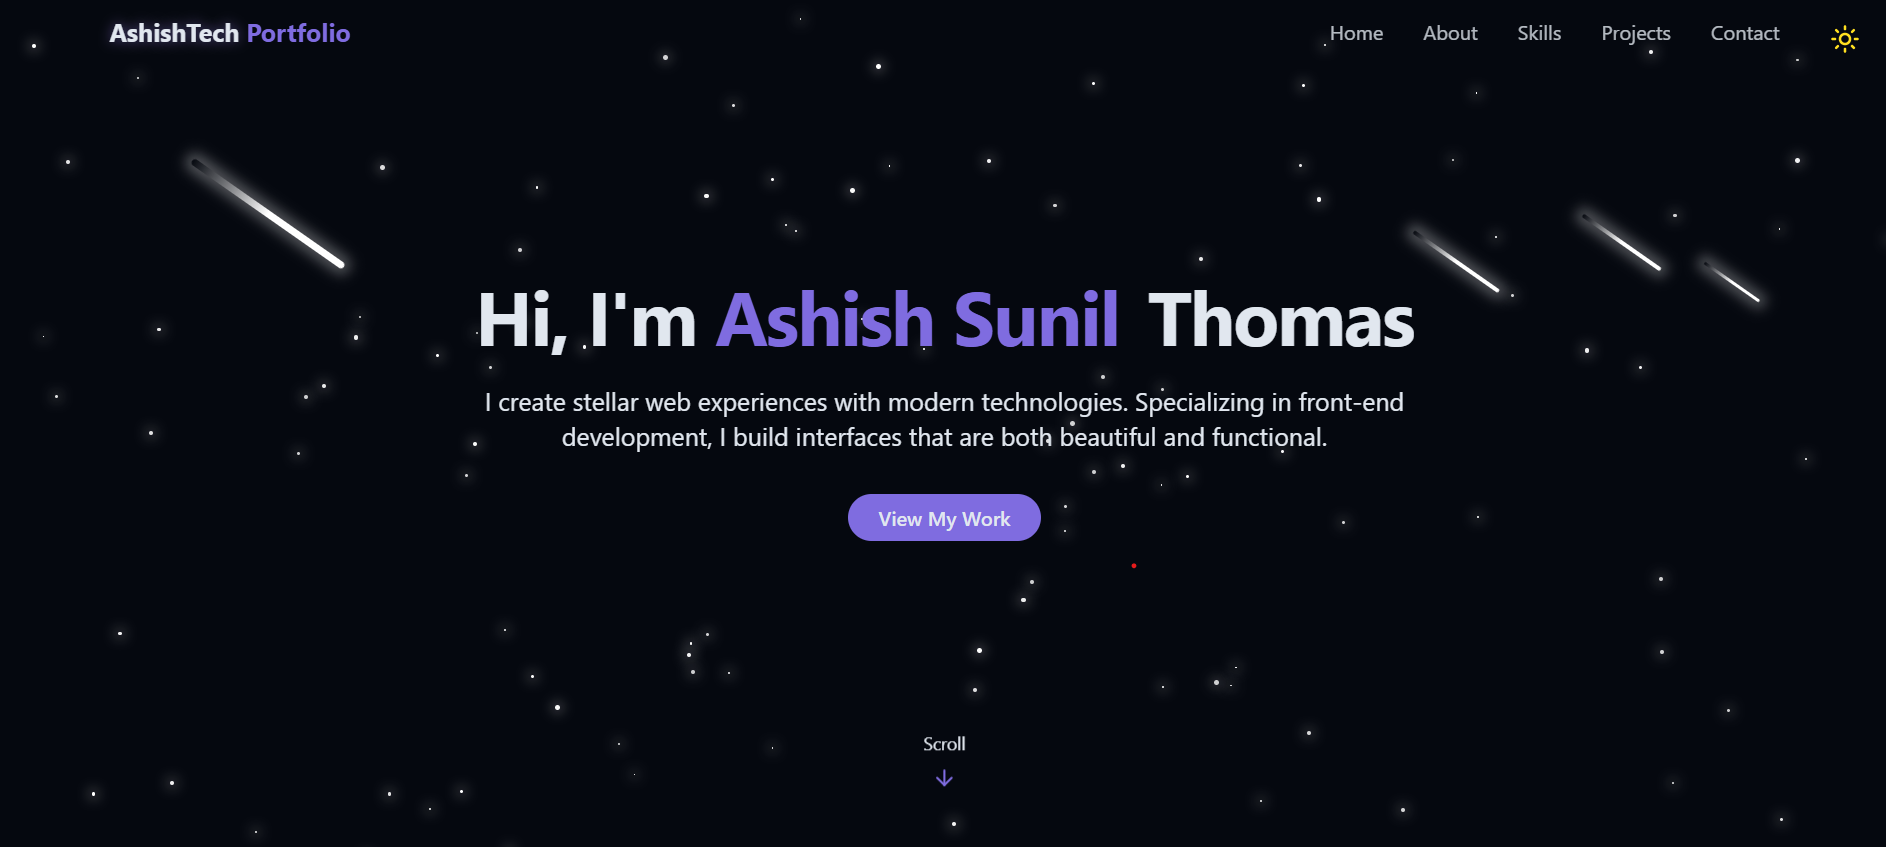 AshishTech Portfolio
Home About Skills Projects Contact
Hi, I'm Ashish Sunil Thomas
I create stellar web experiences with modern technologies. Specializing in front-end
development, I build interfaces that are both beautiful and functional.
View My Work
Scroll